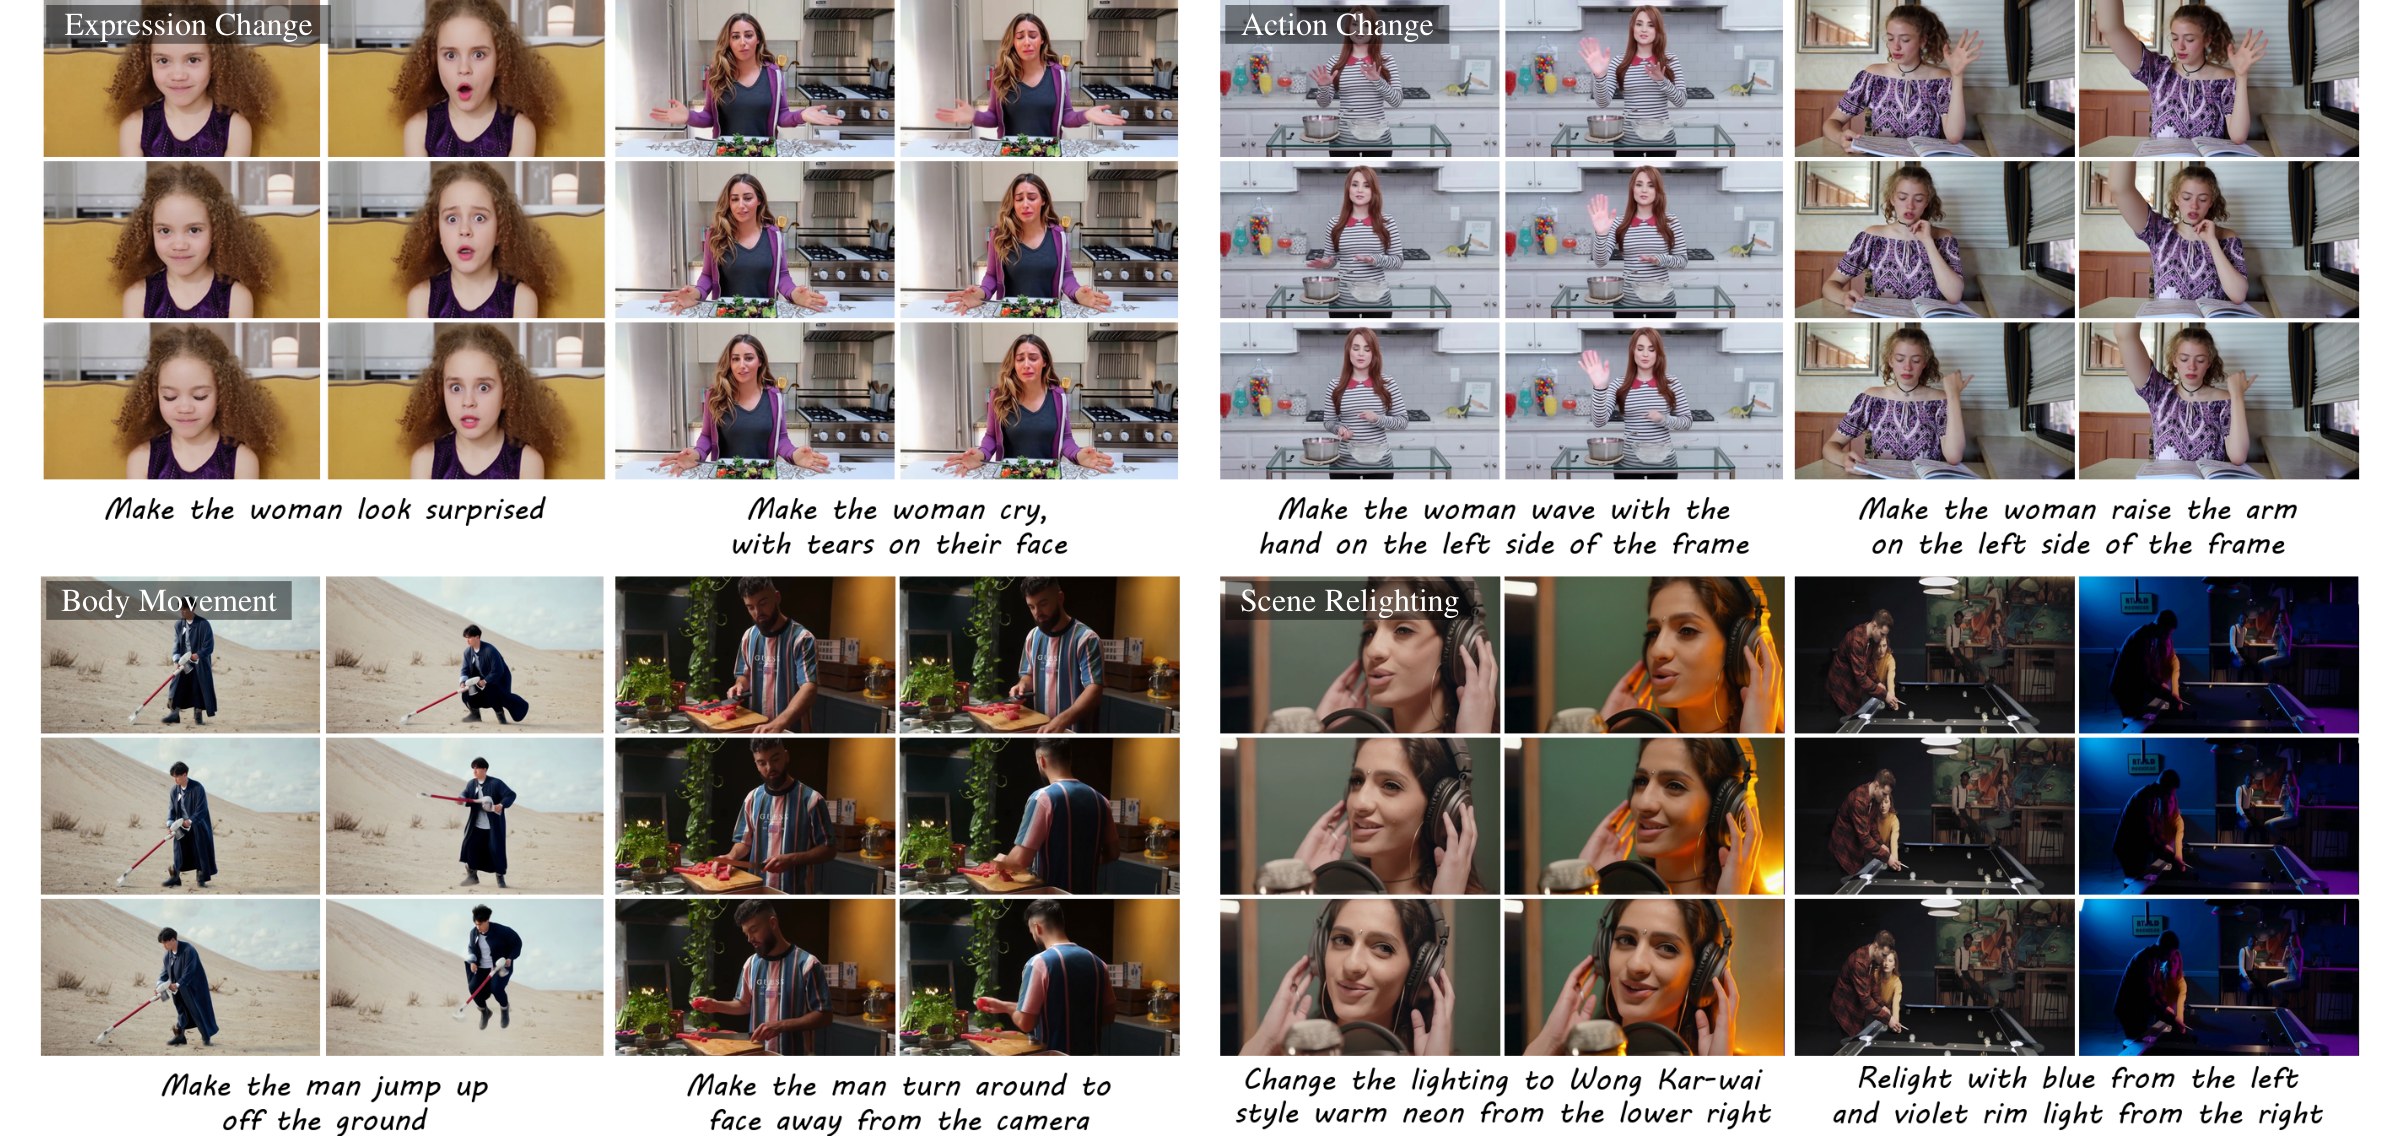 Expression Change
Action Change
Make the woman look surprised
Make the woman cry,
with tears on their face
Make the woman wave with the
hand on the left side of the frame
Make the woman raise the arm
on the left side of the frame
Body Movement
Scene Relighting
Make the man jump up
off the ground
Make the man turn around to
face away from the camera
Change the lighting to Wong Kar-wai
style warm neon from the lower right
Relight with blue from the left
and violet rim light from the right